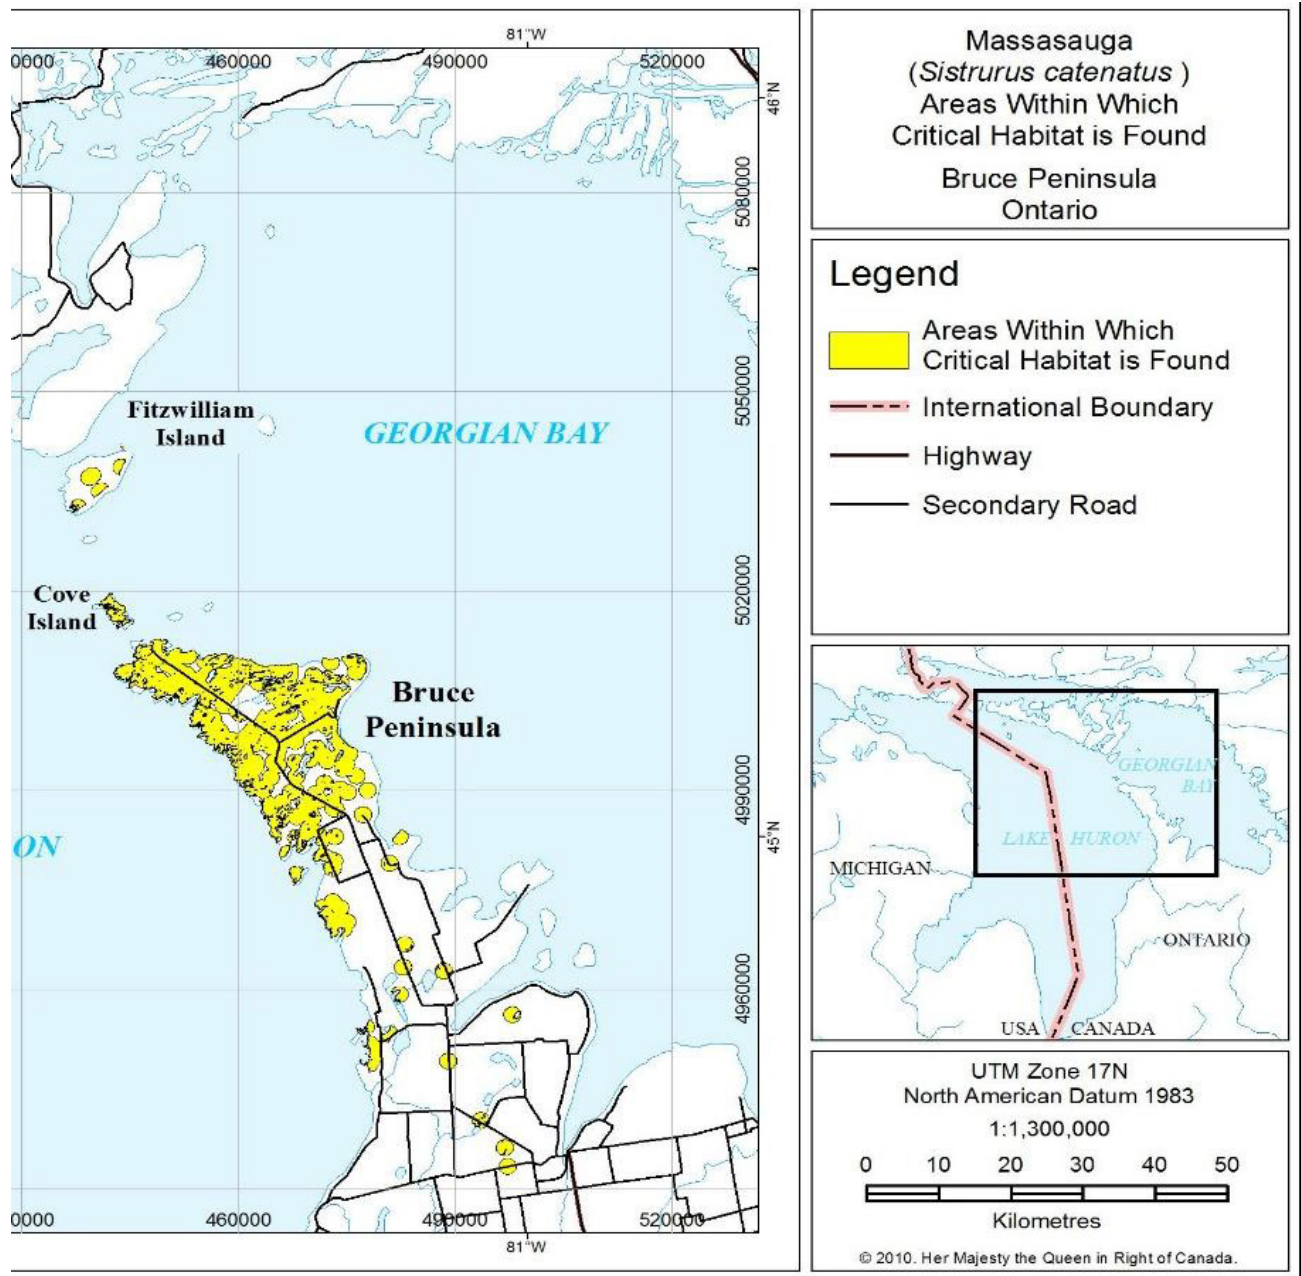 81°W
0000 460000 490000 520000
46°N
5080000
Fitzwilliam
Island
GEORGIAN BAY
5050000
Cove
Island
5020000
Bruce
Peninsula
4990000
45°N
ON
4960000
0000 460000 490000 520000
81°W
Massasauga
(Sistrurus catenatus )
Areas Within Which
Critical Habitat is Found
Bruce Peninsula
Ontario
Legend
Areas Within Which
Critical Habitat is Found
International Boundary
Highway
Secondary Road
GEORGIAN
BAY
LAKE HURON
MICHIGAN
ONTARIO
USA CANADA
UTM Zone 17N
North American Datum 1983
1:1,300,000
0 10 20 30 40 50
Kilometres
© 2010. Her Majesty the Queen in Right of Canada.